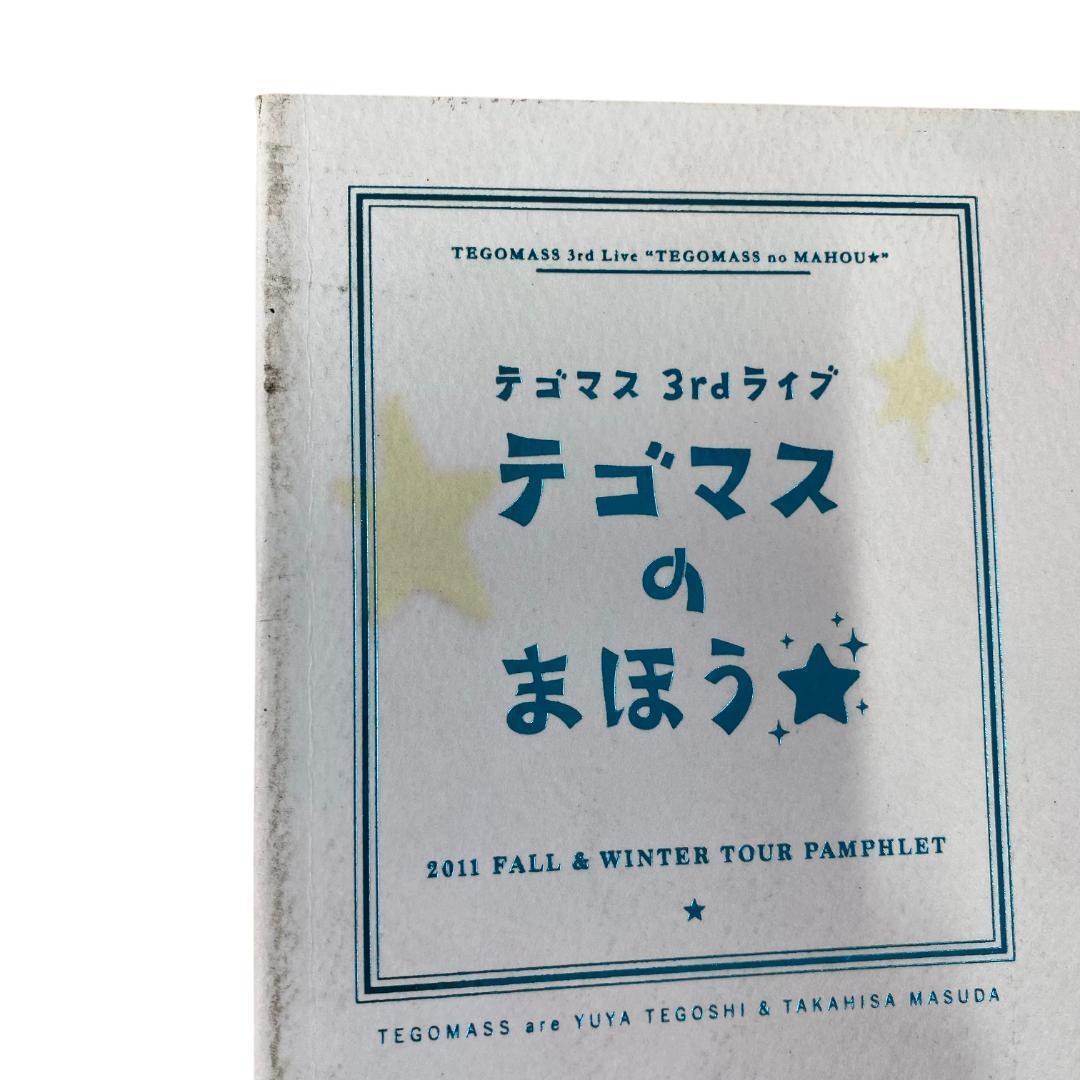 TEGOMASS 3rd Live “TEGOMASS no MAHOU★”
テゴマス 3rdライブ
テゴマス
の
まほう★
2011 FALL & WINTER TOUR PAMPHLET
★
TEGOMASS are YUYA TEGOSHI & TAKAHISA MASUDA